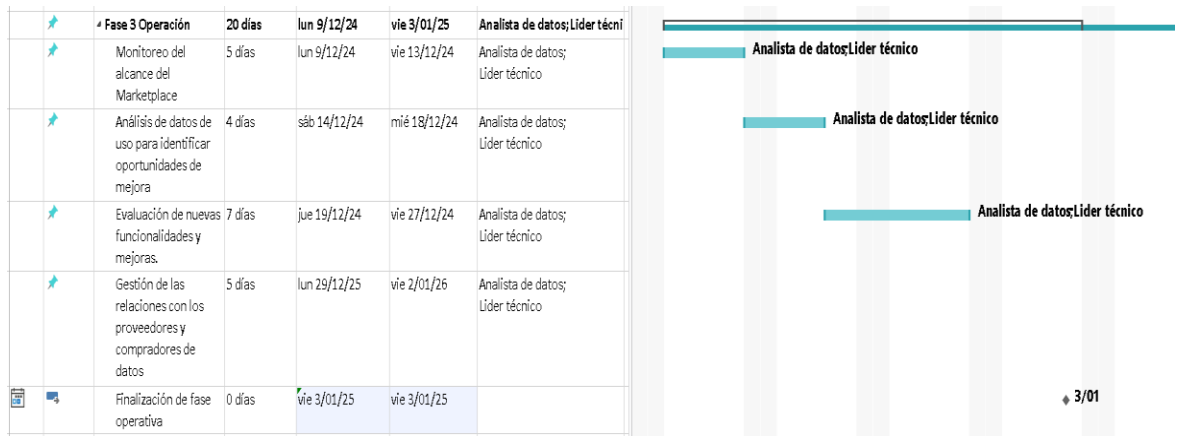 Fase 3 Operación 20 días lun 9/12/24 vie 3/01/25 Analista de datos;Lider técni
Monitoreo del 5 días lun 9/12/24 vie 13/12/24 Analista de datos; Analista de datos;Lider técnico
alcance del Lider técnico
Marketplace
Análisis de datos de 4 días sáb 14/12/24 mié 18/12/24 Analista de datos; Analista de datos;Lider técnico
uso para identificar Lider técnico
oportunidades de
mejora
Evaluación de nuevas 7 días jue 19/12/24 vie 27/12/24 Analista de datos; Analista de datos;Lider técnico
funcionalidades y Lider técnico
mejoras.
Gestión de las 5 días lun 29/12/25 vie 2/01/26 Analista de datos;
relaciones con los Lider técnico
proveedores y
compradores de
datos
Finalización de fase 0 días vie 3/01/25 vie 3/01/25 3/01
operativa